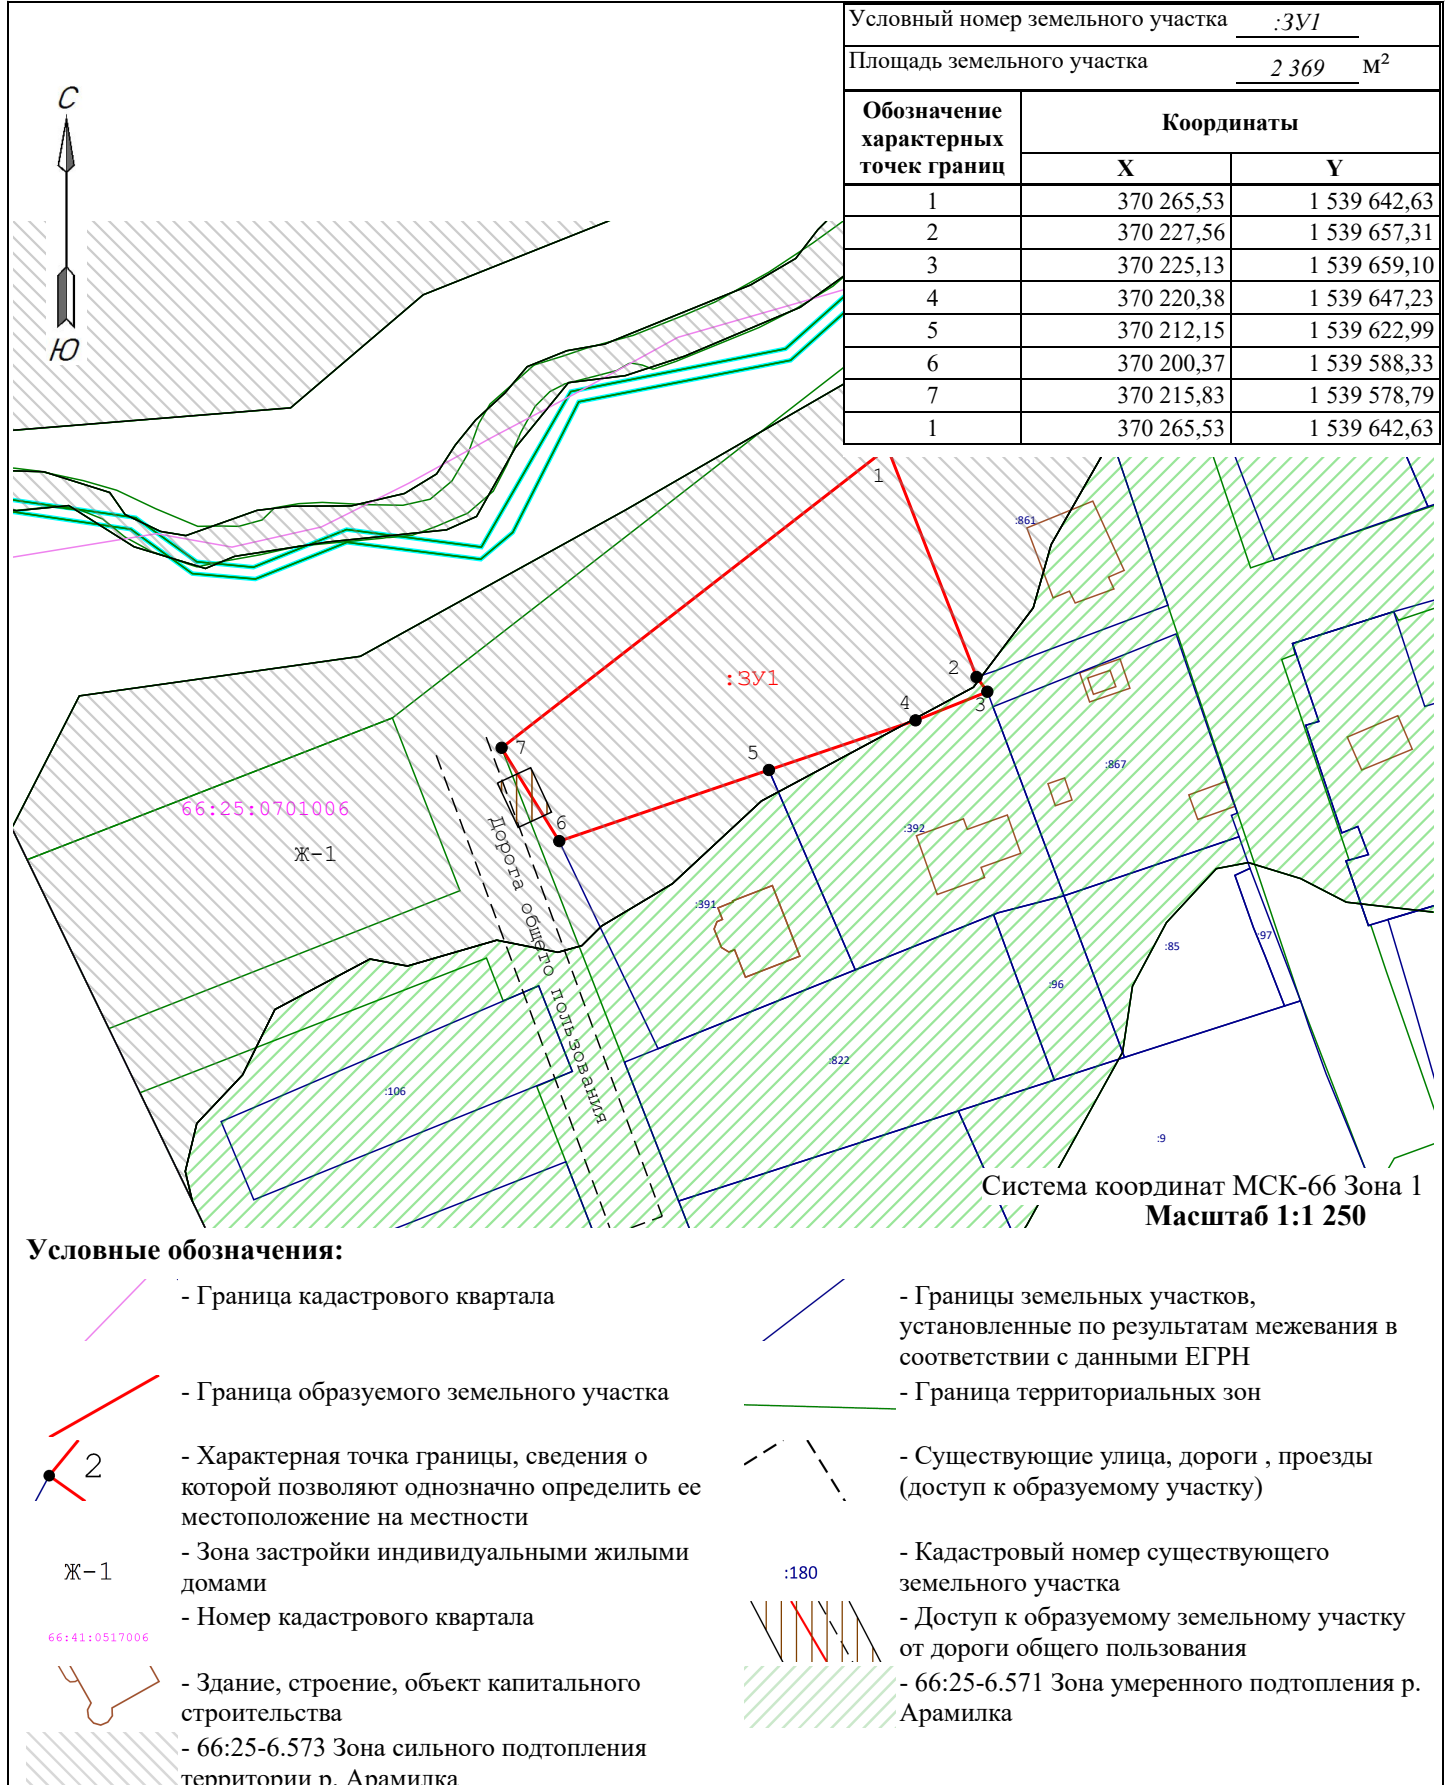 Условный номер земельного участка :ЗУ1
Площадь земельного участка 2 369 м²
Обозначение характерных точек границ
Координаты
X Y
1 370 265,53 1 539 642,63
2 370 227,56 1 539 657,31
3 370 225,13 1 539 659,10
4 370 220,38 1 539 647,23
5 370 212,15 1 539 622,99
6 370 200,37 1 539 588,33
7 370 215,83 1 539 578,79
1 370 265,53 1 539 642,63
С
Ю
1
:861
2
:ЗУ1
3
4
7
5
:867
66:25:0701006
6
:392
Ж-1
Дорога общего пользования
:391
:97
:85
:96
:822
:106
:9
Система координат МСК-66 Зона 1
Масштаб 1:1 250
Условные обозначения:
- Граница кадастрового квартала
- Границы земельных участков,
установленные по результатам межевания в
соответствии с данными ЕГРН
- Граница образуемого земельного участка
- Граница территориальных зон
2
- Характерная точка границы, сведения о
которой позволяют однозначно определить ее
местоположение на местности
- Существующие улица, дороги , проезды
(доступ к образуемому участку)
Ж-1
- Зона застройки индивидуальными жилыми
домами
:180
- Кадастровый номер существующего
земельного участка
66:41:0517006
- Номер кадастрового квартала
- Доступ к образуемому земельному участку
от дороги общего пользования
- Здание, строение, объект капитального
строительства
- 66:25-6.571 Зона умеренного подтопления р.
Арамилка
- 66:25-6.573 Зона сильного подтопления
территории р. Арамилка